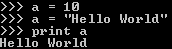 >>> a = 10
>>> a = "Hello World"
>>> print a
Hello World